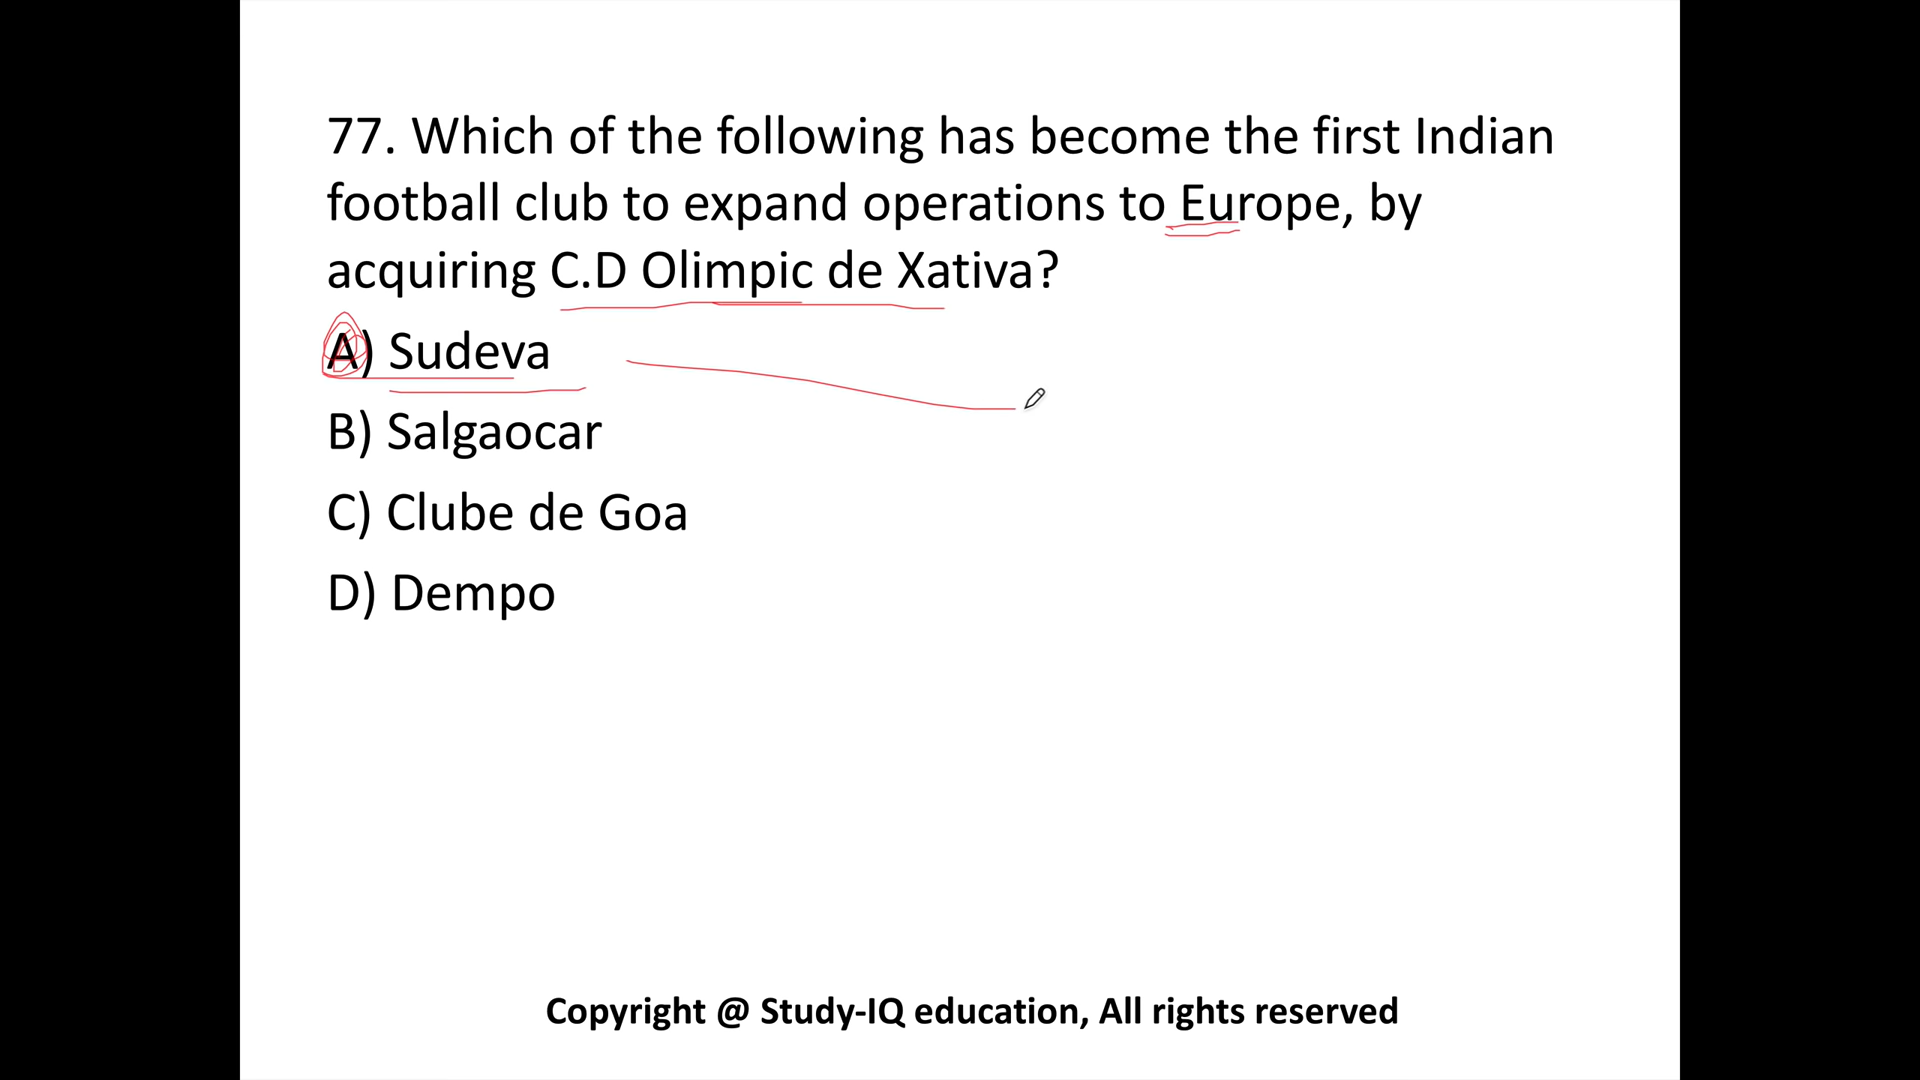 77. Which of the following has become the first Indian
football club to expand operations to Europe, by
acquiring C.D Olimpic de Xativa?
A) Sudeva
B) Salgaocar
C) Clube de Goa
D) Dempo
Copyright @ Study-IQ education, All rights reserved